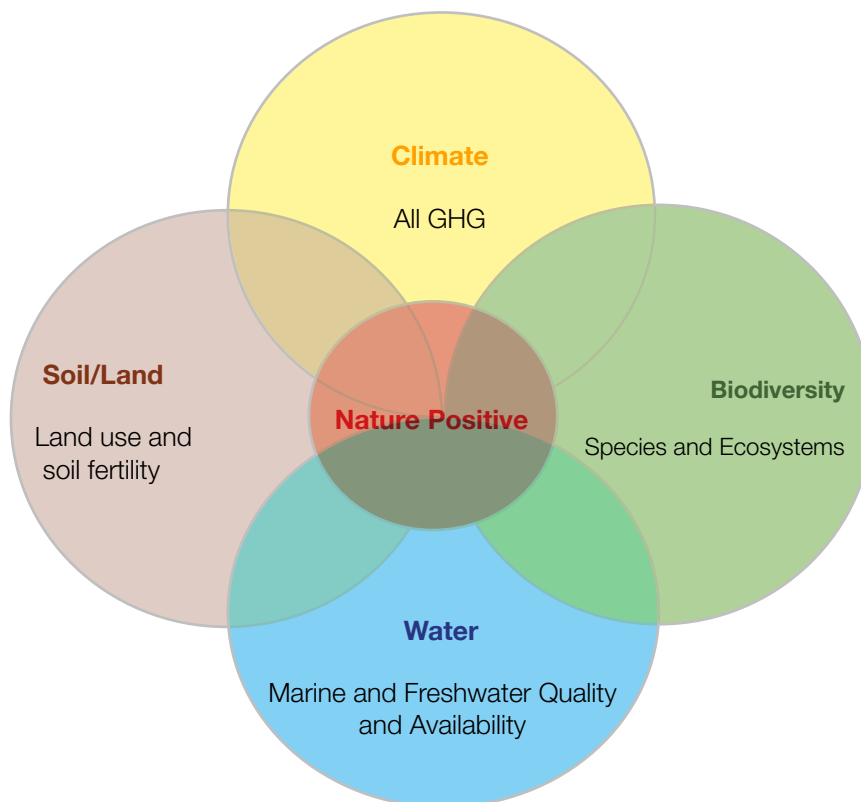 Climate
All GHG
Soil/Land
Land use and
soil fertility
Nature Positive
Biodiversity
Species and Ecosystems
Water
Marine and Freshwater Quality
and Availability